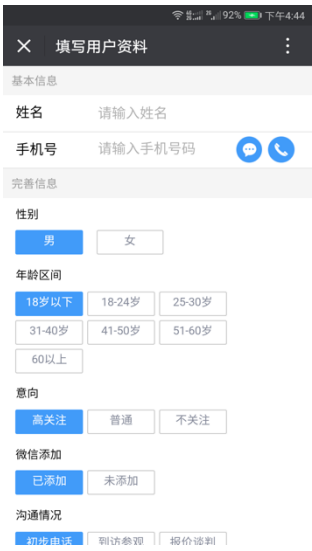 92% 下午4:44
填写用户资料
基本信息
姓名 请输入姓名
手机号 请输入手机号码
完善信息
性别
男 女
年龄区间
18岁以下 18-24岁 25-30岁
31-40岁 41-50岁 51-60岁
60以上
意向
高关注 普通 不关注
微信添加
已添加 未添加
沟通情况
初步电话 到访参观 报价谈判